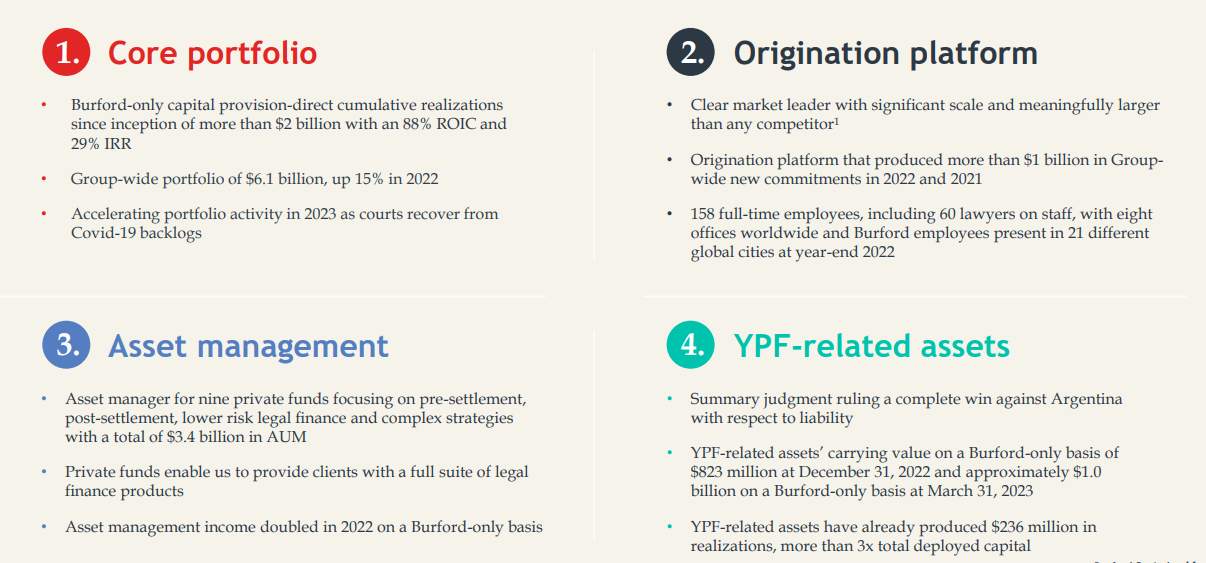 1. Core portfolio
• Burford-only capital provision-direct cumulative realizations
since inception of more than $2 billion with an 88% ROIC and
29% IRR
• Group-wide portfolio of $6.1 billion, up 15% in 2022
• Accelerating portfolio activity in 2023 as courts recover from
Covid-19 backlogs
2. Origination platform
• Clear market leader with significant scale and meaningfully larger
than any competitor¹
• Origination platform that produced more than $1 billion in Group-
wide new commitments in 2022 and 2021
• 158 full-time employees, including 60 lawyers on staff, with eight
offices worldwide and Burford employees present in 21 different
global cities at year-end 2022
3. Asset management
• Asset manager for nine private funds focusing on pre-settlement,
post-settlement, lower risk legal finance and complex strategies
with a total of $3.4 billion in AUM
• Private funds enable us to provide clients with a full suite of legal
finance products
• Asset management income doubled in 2022 on a Burford-only basis
4. YPF-related assets
• Summary judgment ruling a complete win against Argentina
with respect to liability
• YPF-related assets’ carrying value on a Burford-only basis of
$823 million at December 31, 2022 and approximately $1.0
billion on a Burford-only basis at March 31, 2023
• YPF-related assets have already produced $236 million in
realizations, more than 3x total deployed capital